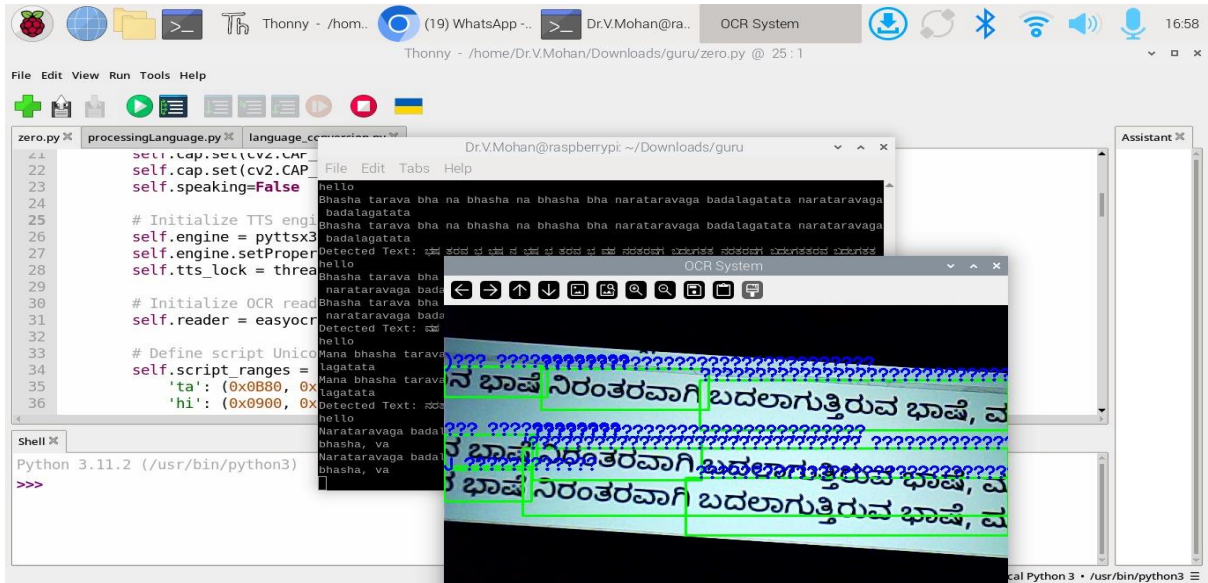 Thonny - /hom..
(19) WhatsApp -..
Dr.V.Mohan@ra..
OCR System
16:58
Thonny - /home/Dr.V.Mohan/Downloads/guru/zero.py @ 25 : 1
File Edit View Run Tools Help
zero.py
processingLanguage.py
Assistant
22 self.cap.set(cv2.CAP_
23 self.speaking=False
24
25 # Initialize TTS engi
26 self.engine = pyttsx3
27 self.engine.setProper
28 self.tts_lock = threa
29
30 # Initialize OCR read
31 self.reader = easyocr
32
33 # Define script Unico
34 self.script_ranges =
35 'ta': (0x0B80, 0x
36 'hi': (0x0900, 0x
Shell
Python 3.11.2 (/usr/bin/python3)
>>>
Dr.V.Mohan@raspberrypi: ~/Downloads/guru
File Edit Tabs Help
hello
Bhasha tarava bha na bhasha na bhasha bha narataravaga badalagatata narataravaga
badalagatata
Bhasha tarava bha na bhasha na bhasha bha narataravaga badalagatata narataravaga
badalagatata
Detected Text:
hello
Bhasha tarava bha
narataravaga bada
Bhasha tarava bha
narataravaga bada
Detected Text:
hello
Mana bhasha tarava
lagatata
Mana bhasha tarava
lagatata
Detected Text:
hello
Narataravaga badal
bhasha, va
Narataravaga badal
bhasha, va
OCR System
ನ ಭಾಷೆ ನಿರಂತರವಾಗಿ ಬದಲಾಗುತ್ತಿರುವ ಭಾಷೆ, ಮ
ಭಾಷೆ ನಿರಂತರವಾಗಿ ಬದಲಾಗುತ್ತಿರುವ ಭಾಷೆ,
ಭಾಷೆ ನಿರಂತರವಾಗಿ ಬದಲಾಗುತ್ತಿರುವ ಭಾಷೆ, ಮ
cal Python 3 • /usr/bin/python3